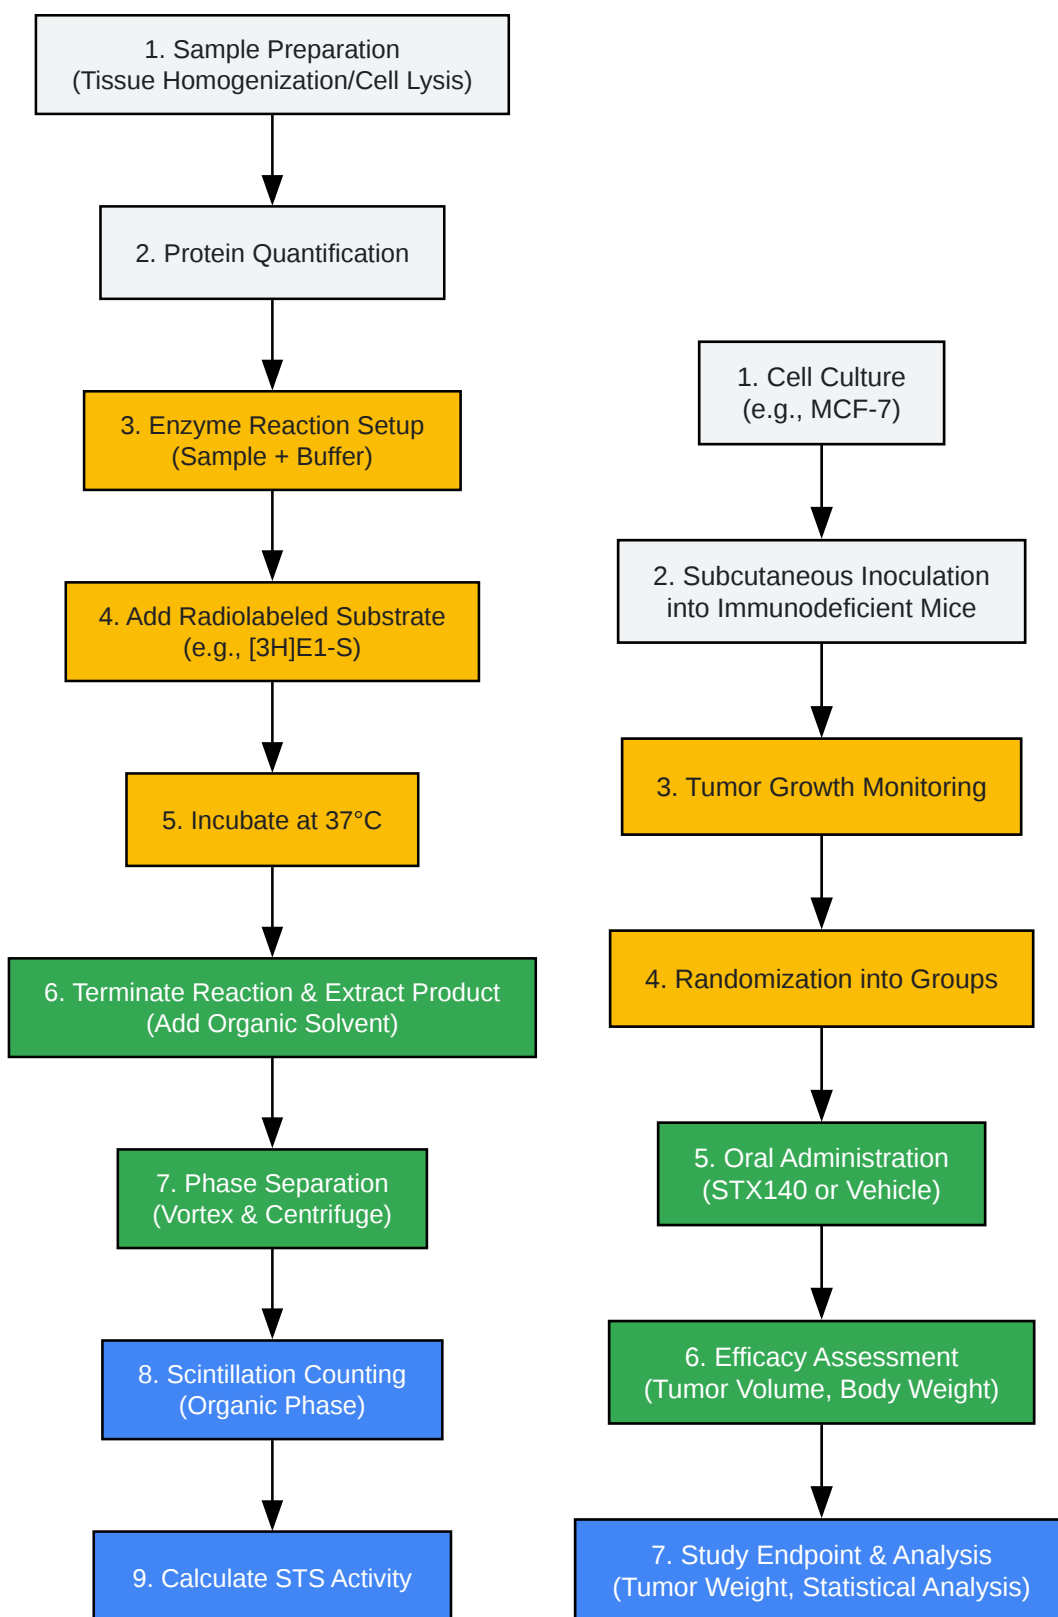 1. Sample Preparation
(Tissue Homogenization/Cell Lysis)
2. Protein Quantification
3. Enzyme Reaction Setup
(Sample + Buffer)
4. Add Radiolabeled Substrate
(e.g., [3H]E1-S)
5. Incubate at 37°C
6. Terminate Reaction & Extract Product
(Add Organic Solvent)
7. Phase Separation
(Vortex & Centrifuge)
8. Scintillation Counting
(Organic Phase)
9. Calculate STS Activity
1. Cell Culture
(e.g., MCF-7)
2. Subcutaneous Inoculation
into Immunodeficient Mice
3. Tumor Growth Monitoring
4. Randomization into Groups
5. Oral Administration
(STX140 or Vehicle)
6. Efficacy Assessment
(Tumor Volume, Body Weight)
7. Study Endpoint & Analysis
(Tumor Weight, Statistical Analysis)